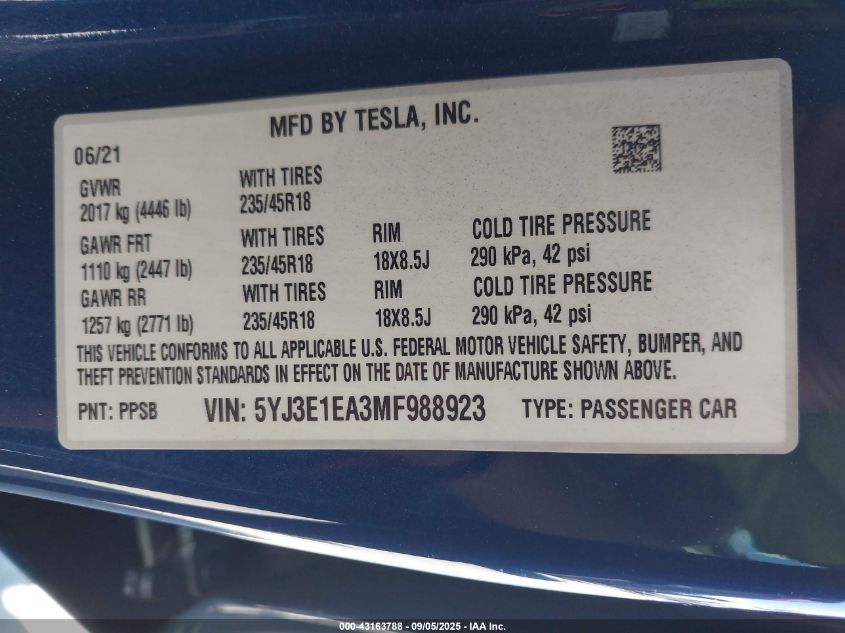 MFD BY TESLA, INC.
06/21
GVWR WITH TIRES
2017 kg (4446 lb) 235/45R18
GAWR FRT WITH TIRES RIM COLD TIRE PRESSURE
1110 kg (2447 lb) 235/45R18 18X8.5J 290 kPa, 42 psi
GAWR RR WITH TIRES RIM COLD TIRE PRESSURE
1257 kg (2771 lb) 235/45R18 18X8.5J 290 kPa, 42 psi
THIS VEHICLE CONFORMS TO ALL APPLICABLE U.S. FEDERAL MOTOR VEHICLE SAFETY, BUMPER, AND
THEFT PREVENTION STANDARDS IN EFFECT ON THE DATE OF MANUFACTURE SHOWN ABOVE.
PNT: PPSB VIN: 5YJ3E1EA3MF988923 TYPE: PASSENGER CAR
000-43163788 - 09/05/2025 - IAA Inc.